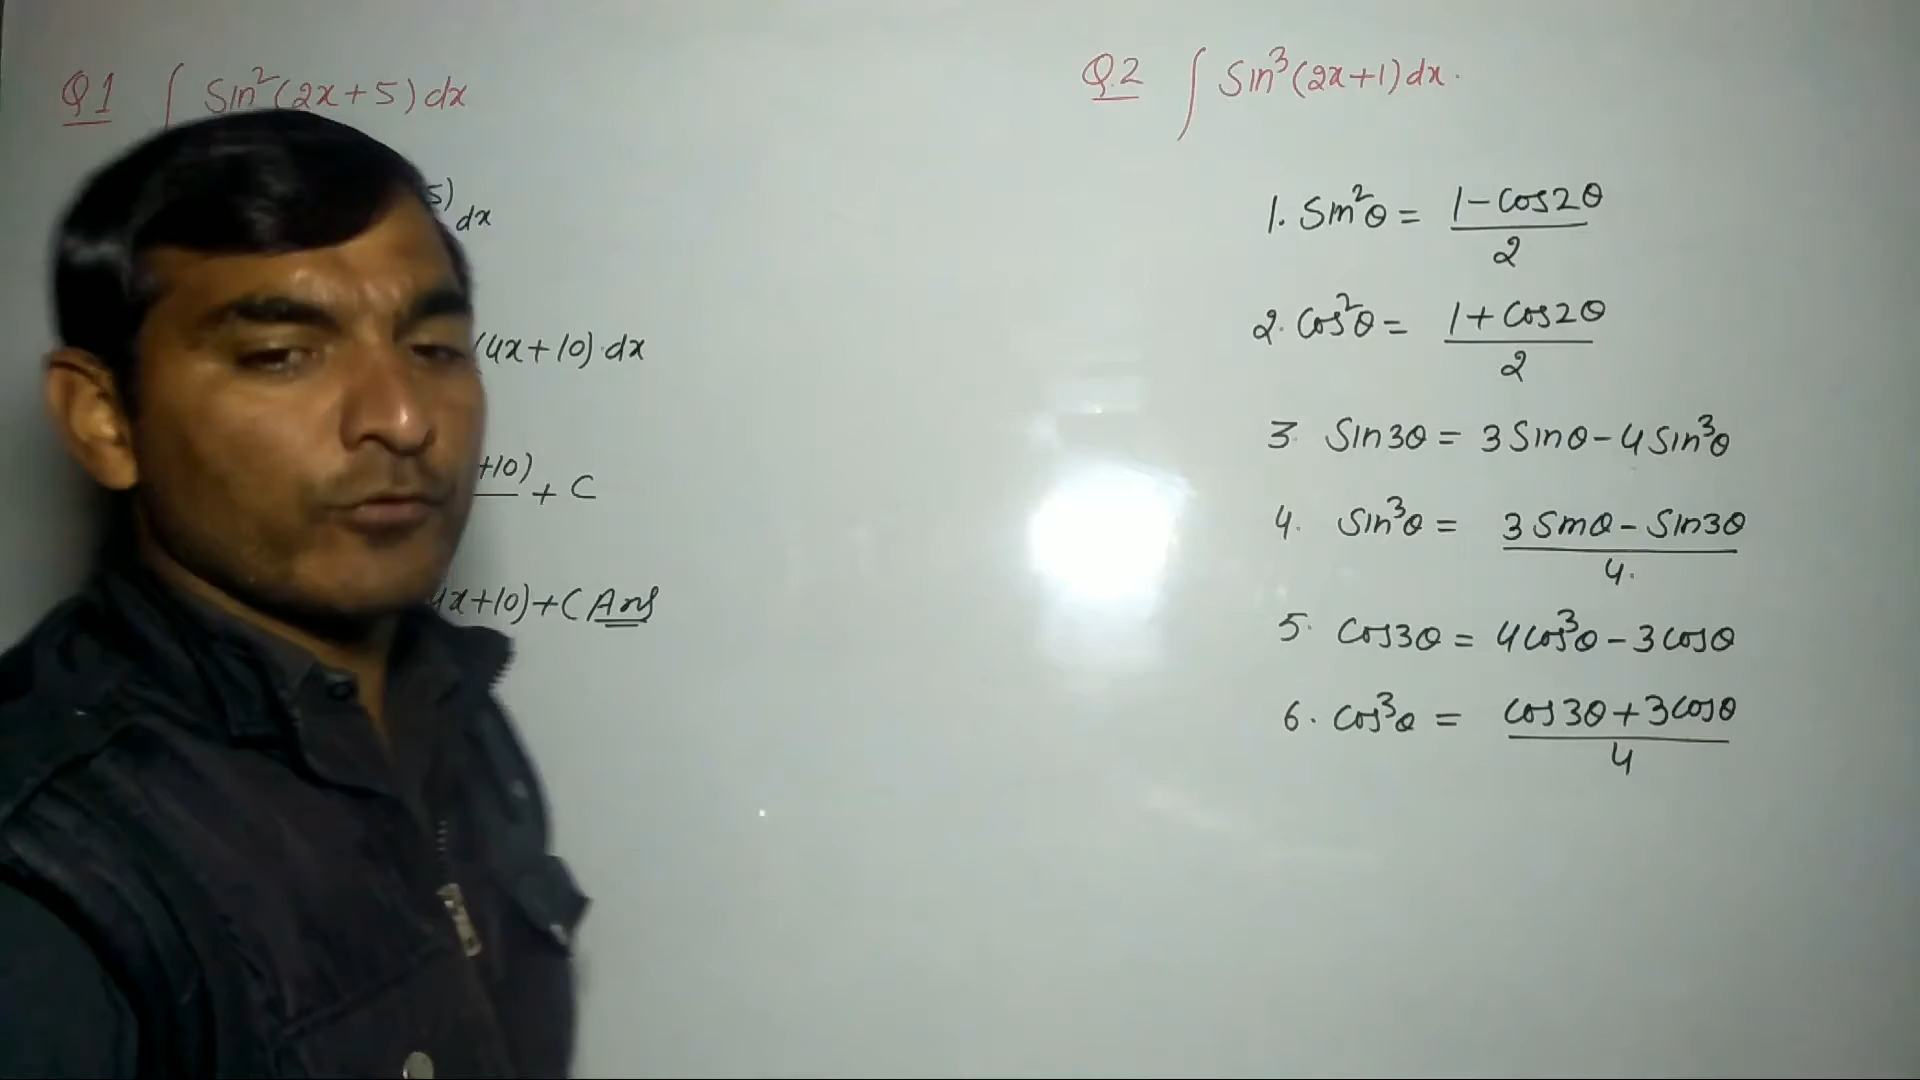 Q1 ∫ Sin²(2x+5)dx
5) dx
(4x+10).dx
+10) + C
4x+10)+C Ans
Q.2 ∫ Sin³(2x+1)dx.
1. Sin²θ = 1-Cos2θ
2
2. Cos²θ = 1+Cos2θ
2
3. Sin3θ = 3Sinθ-4Sin³θ
4. Sin³θ = 3Sinθ-Sin3θ
4.
5. Cos3θ = 4Cos³θ-3Cosθ
6. Cos³θ = Cos3θ+3Cosθ
4